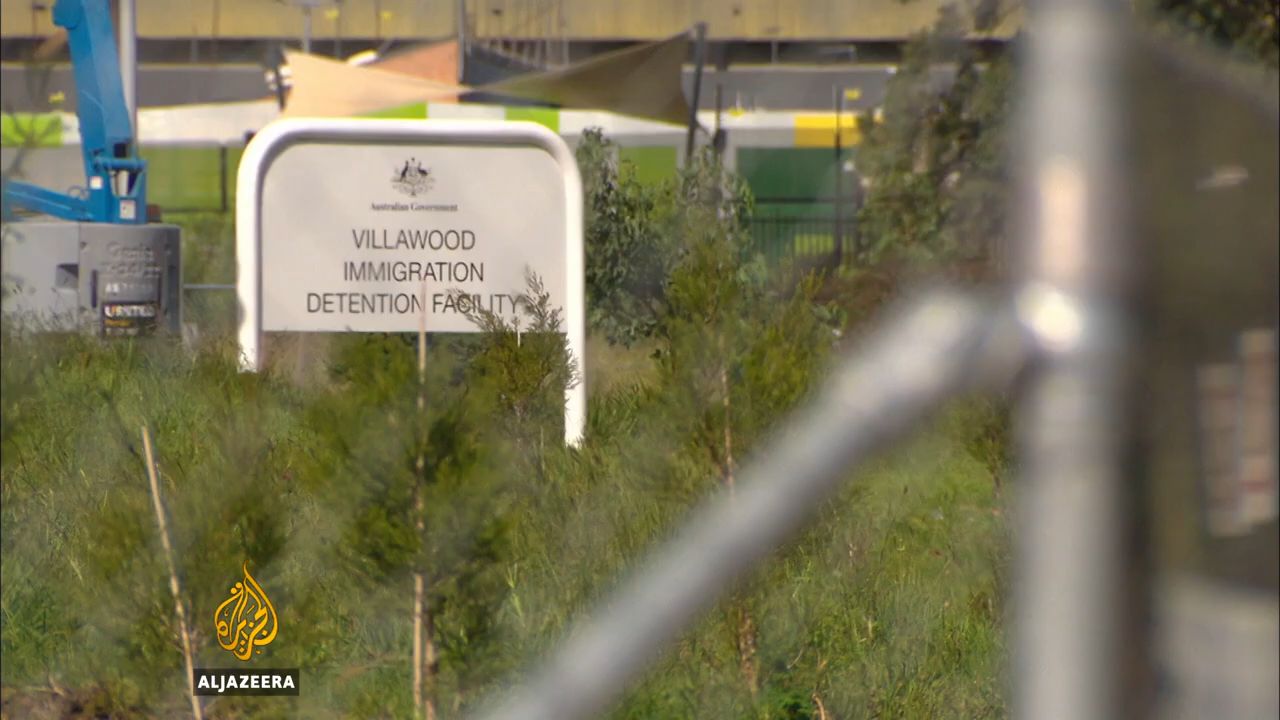 Australian Government
VILLAWOOD
IMMIGRATION
DETENTION FACILITY
الجزيرة
ALJAZEERA